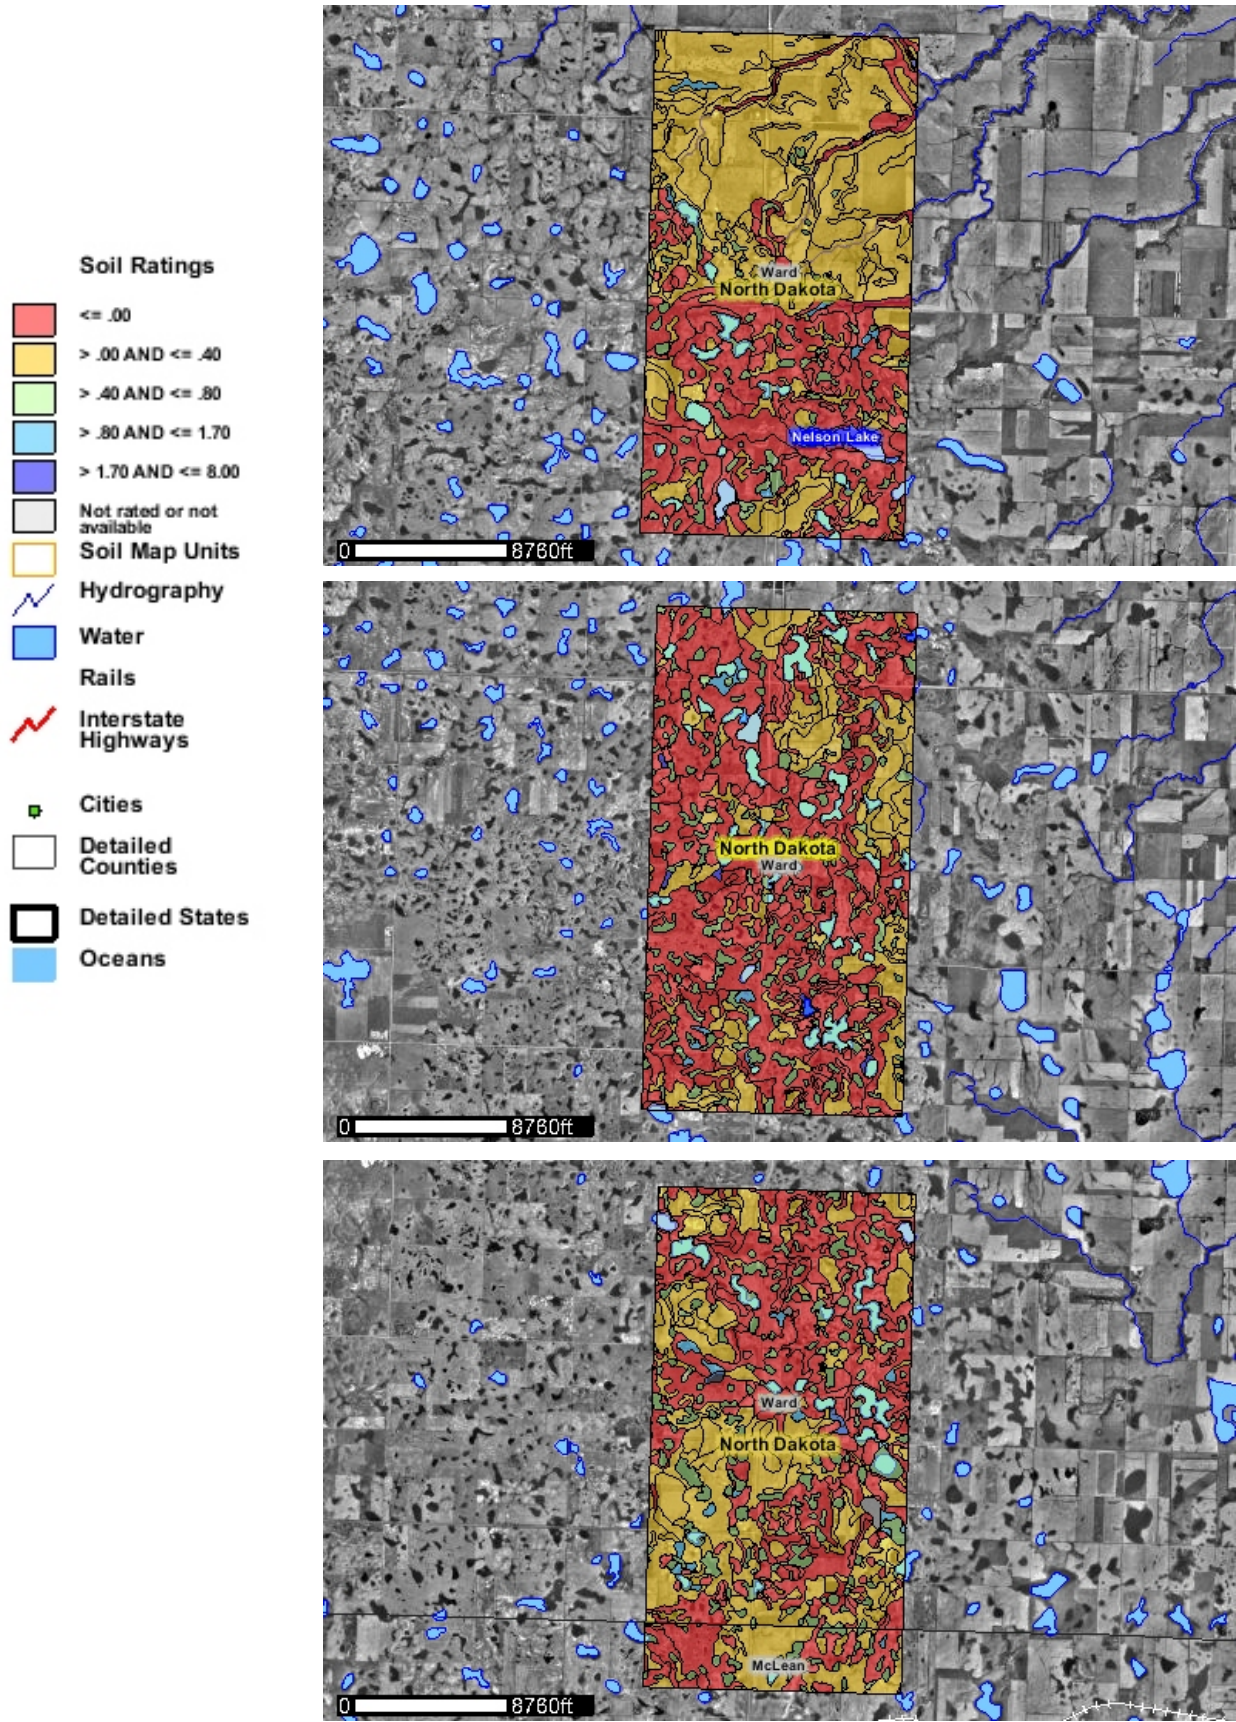 Soil Ratings
<= .00
> .00 AND <= .40
> .40 AND <= .80
> .80 AND <= 1.70
> 1.70 AND <= 8.00
Not rated or not
available
Soil Map Units
Hydrography
Water
Rails
Interstate
Highways
Cities
Detailed
Counties
Detailed States
Oceans
Ward
North Dakota
Nelson Lake
0 8760ft
North Dakota
Ward
0 8760ft
Ward
North Dakota
McLean
0 8760ft